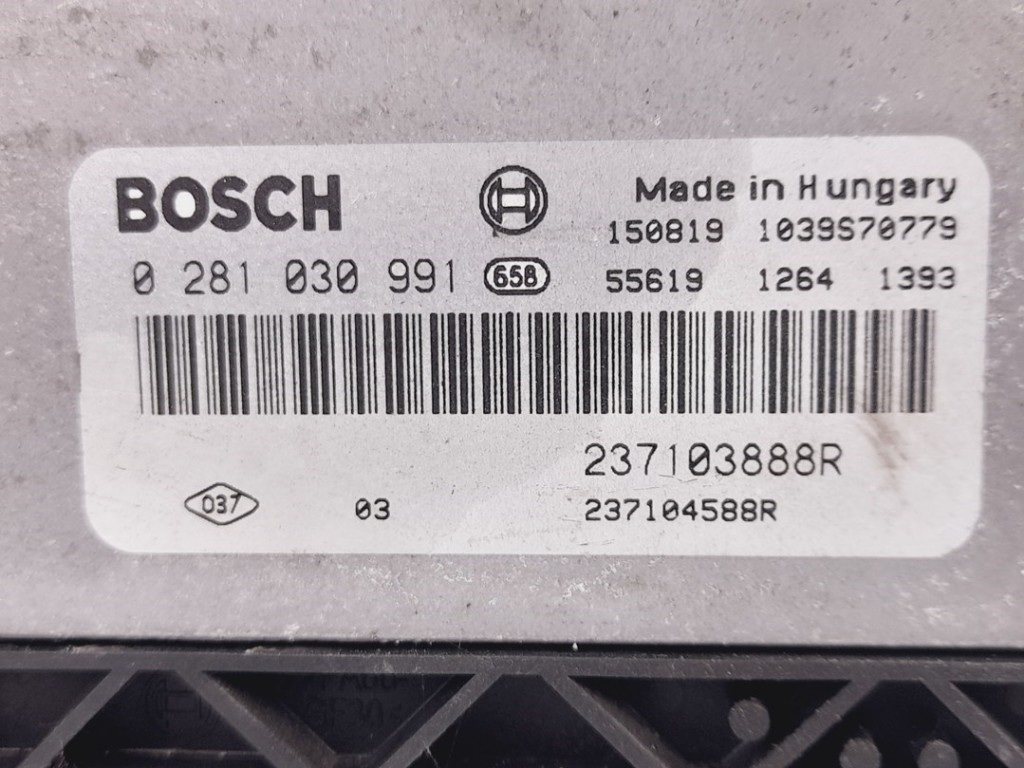 BOSCH
Made in Hungary
150819 1039S70779
0 281 030 991 658 55619 1264 1393
237103888R
037 03 237104588R